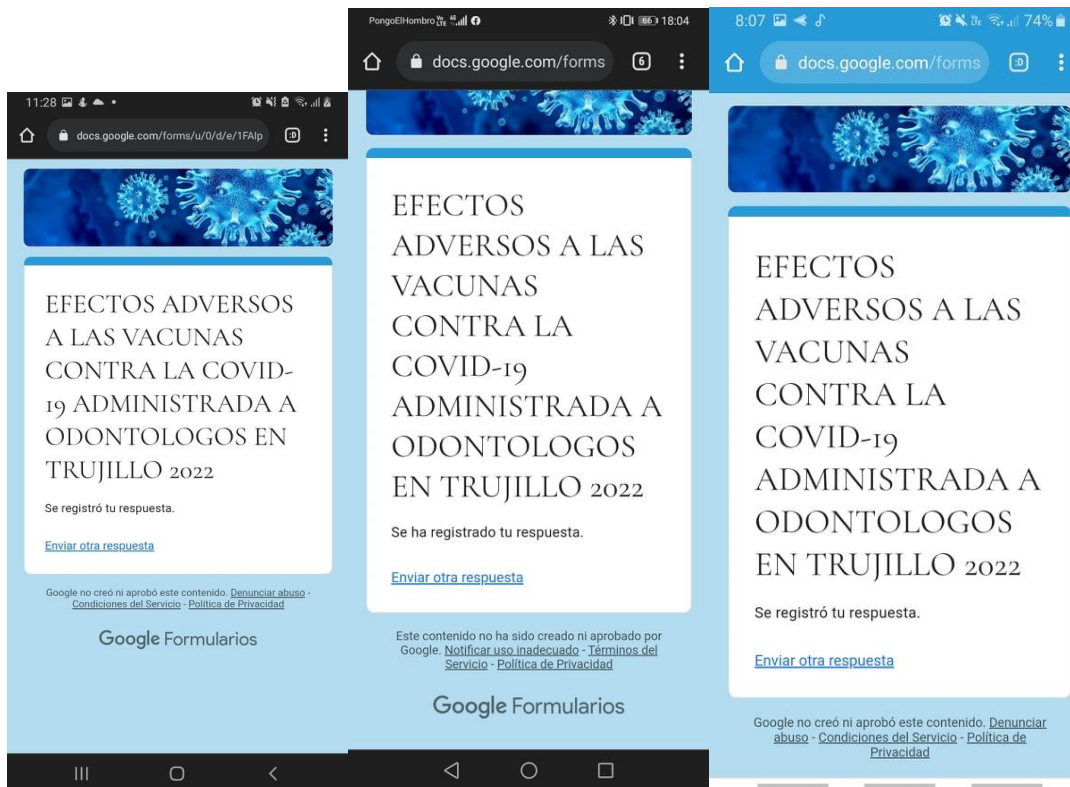 11:28
docs.google.com/forms/u/0/d/e/1FAIp
:D
EFECTOS ADVERSOS
A LAS VACUNAS
CONTRA LA COVID-
19 ADMINISTRADA A
ODONTOLOGOS EN
TRUJILLO 2022
Se registró tu respuesta.
Enviar otra respuesta
Google no creó ni aprobó este contenido. Denunciar abuso -
Condiciones del Servicio - Política de Privacidad
Google Formularios
PongoElHombro Vo LTE 4G 66 18:04
docs.google.com/forms
6
EFECTOS
ADVERSOS A LAS
VACUNAS
CONTRA LA
COVID-19
ADMINISTRADA A
ODONTOLOGOS
EN TRUJILLO 2022
Se ha registrado tu respuesta.
Enviar otra respuesta
Este contenido no ha sido creado ni aprobado por
Google. Notificar uso inadecuado - Términos del
Servicio - Política de Privacidad
Google Formularios
8:07 74%
docs.google.com/forms
:D
EFECTOS
ADVERSOS A LAS
VACUNAS
CONTRA LA
COVID-19
ADMINISTRADA A
ODONTOLOGOS
EN TRUJILLO 2022
Se registró tu respuesta.
Enviar otra respuesta
Google no creó ni aprobó este contenido. Denunciar
abuso - Condiciones del Servicio - Política de
Privacidad